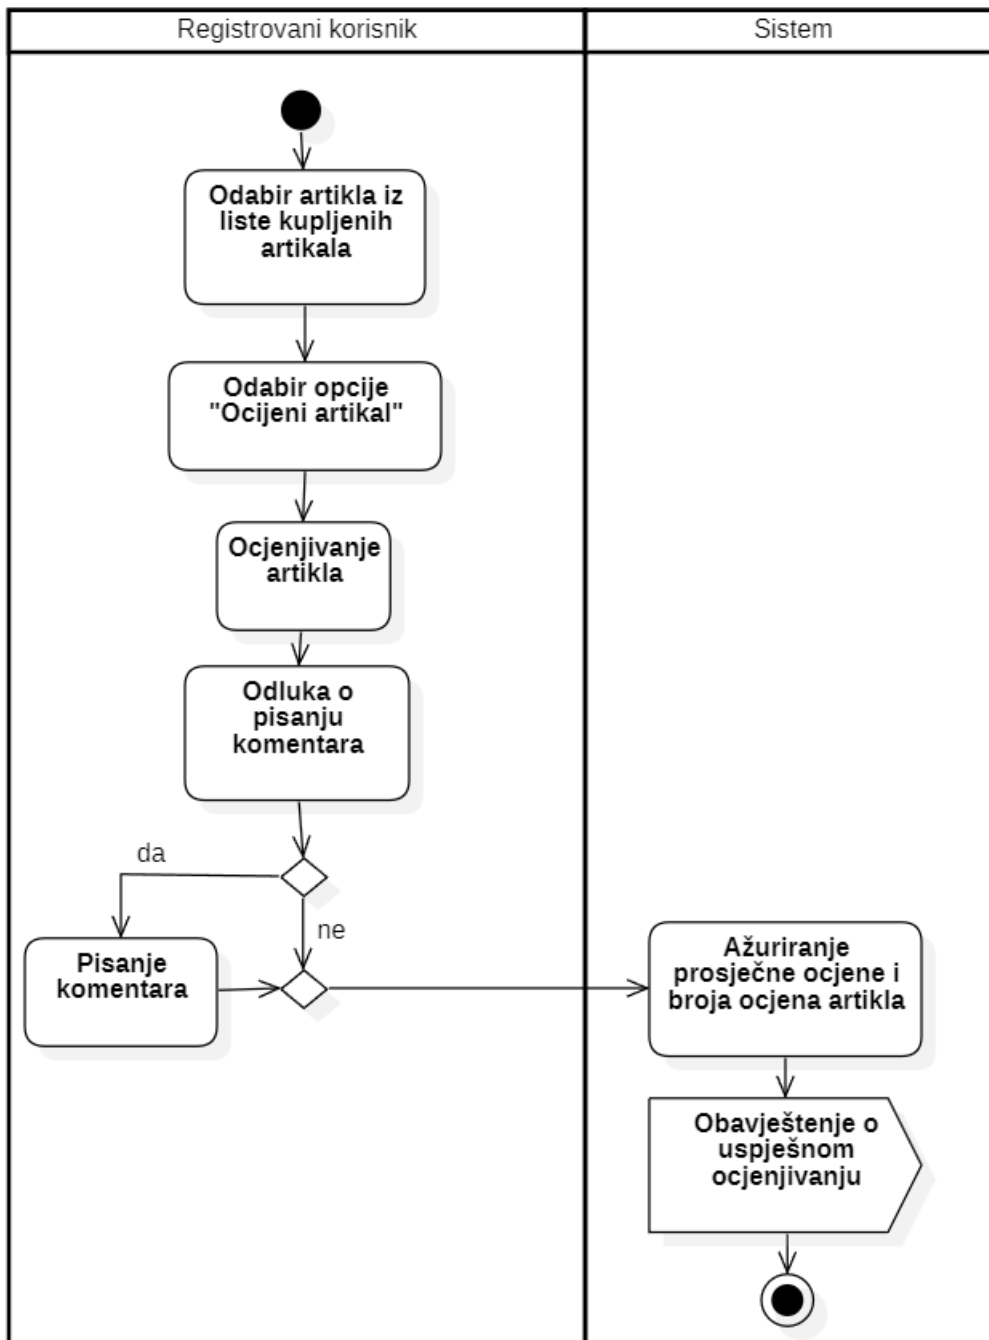 Registrovani korisnik
Sistem
Odabir artikla iz
liste kupljenih
artikala
Odabir opcije
"Ocijeni artikal"
Ocjenjivanje
artikla
Odluka o
pisanju
komentara
da
ne
Pisanje
komentara
Ažuriranje
prosječne ocjene i
broja ocjena artikla
Obavještenje o
uspješnom
ocjenjivanju